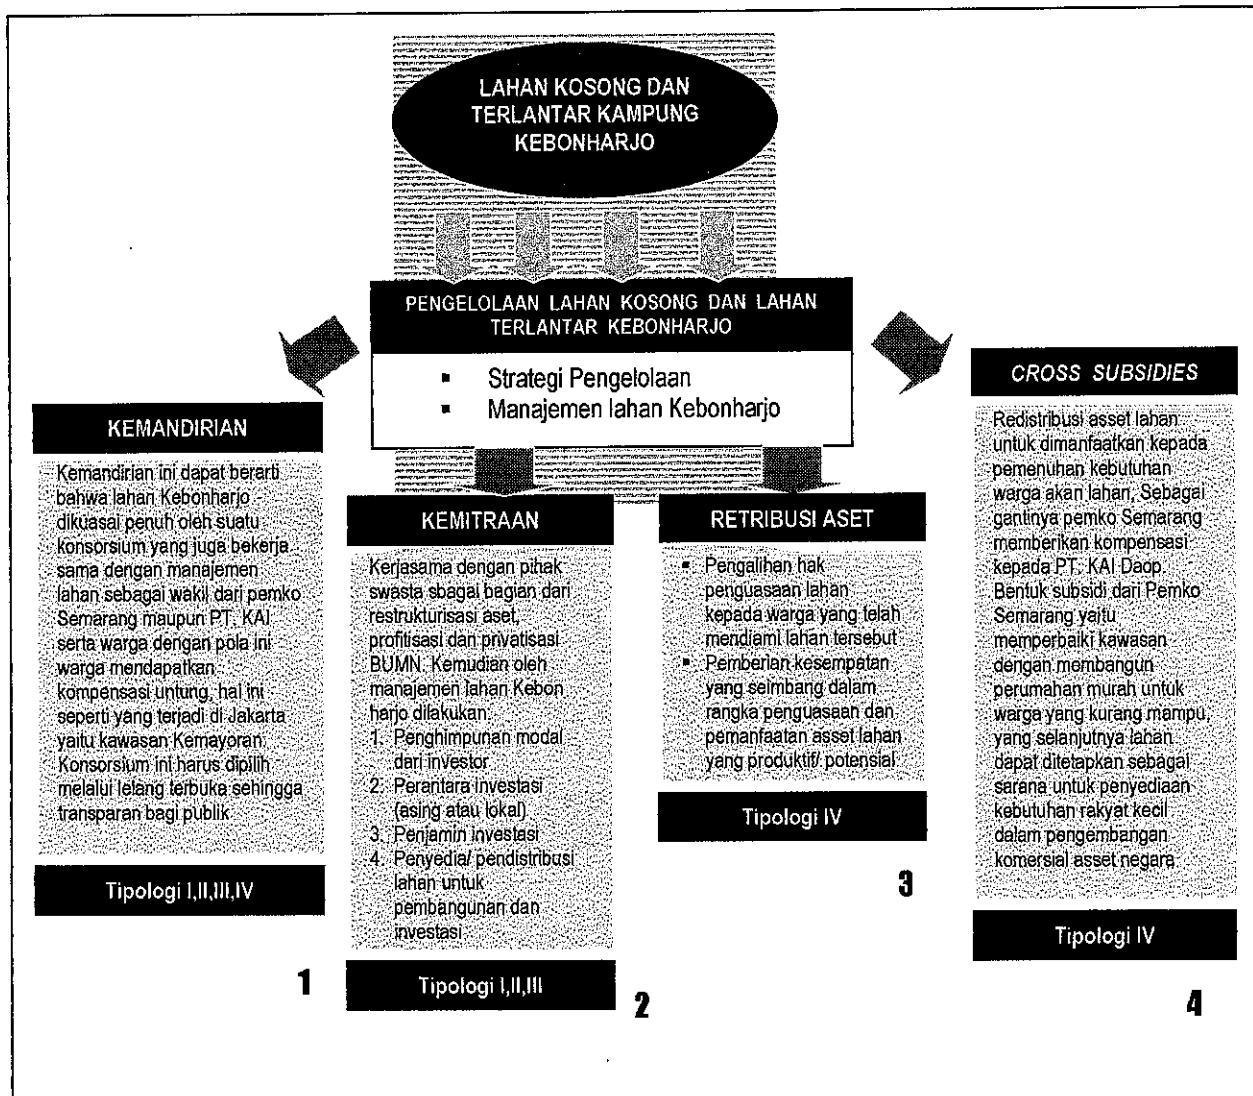 LAHAN KOSONG DAN
TERLANTAR KAMPUNG
KEBONHARJO
PENGELOLAAN LAHAN KOSONG DAN LAHAN
TERLANTAR KEBONHARJO
▪ Strategi Pengelolaan
▪ Manajemen lahan Kebonharjo
KEMANDIRIAN
Kemandirian ini dapat berarti
bahwa lahan Kebonharjo
dikuasai penuh oleh suatu
konsorsium yang juga bekerja
sama dengan manajemen
lahan sebagai wakil dari pemko
Semarang maupun PT. KAI
serta warga dengan pola ini
warga mendapatkan
kompensasi untung, hal ini
seperti yang terjadi di Jakarta
yaitu kawasan Kemayoran.
Konsorsium ini harus dipilih
melalui lelang terbuka sehingga
transparan bagi publik
Tipologi I,II,III,IV
1
KEMITRAAN
Kerjasama dengan pihak
swasta sbagai bagian dari
restrukturisasi aset,
profitisasi dan privatisasi
BUMN. Kemudian oleh
manajemen lahan Kebon
harjo dilakukan:
1. Penghimpunan modal
dari investor
2. Perantara Investasi
(asing atau lokal)
3. Penjamin investasi
4. Penyedia/ pendistribusi
lahan untuk
pembangunan dan
investasi
Tipologi I,II,III
2
RETRIBUSI ASET
▪ Pengalihan hak
penguasaan lahan
kepada warga yang telah
mendiami lahan tersebut
▪ Pemberian kesempatan
yang seimbang dalam
rangka penguasaan dan
pemanfaatan asset lahan
yang produktif/ potensial
Tipologi IV
3
CROSS SUBSIDIES
Redistribusi asset lahan
untuk dimanfaatkan kepada
pemenuhan kebutuhan
warga akan lahan, Sebagai
gantinya pemko Semarang
memberikan kompensasi
kepada PT. KAI Daop.
Bentuk subsidi dari Pemko
Semarang yaitu
memperbaiki kawasan
dengan membangun
perumahan murah untuk
warga yang kurang mampu,
yang selanjutnya lahan
dapat ditetapkan sebagai
sarana untuk penyediaan
kebutuhan rakyat kecil
dalam pengembangan
komersial asset negara
Tipologi IV
4